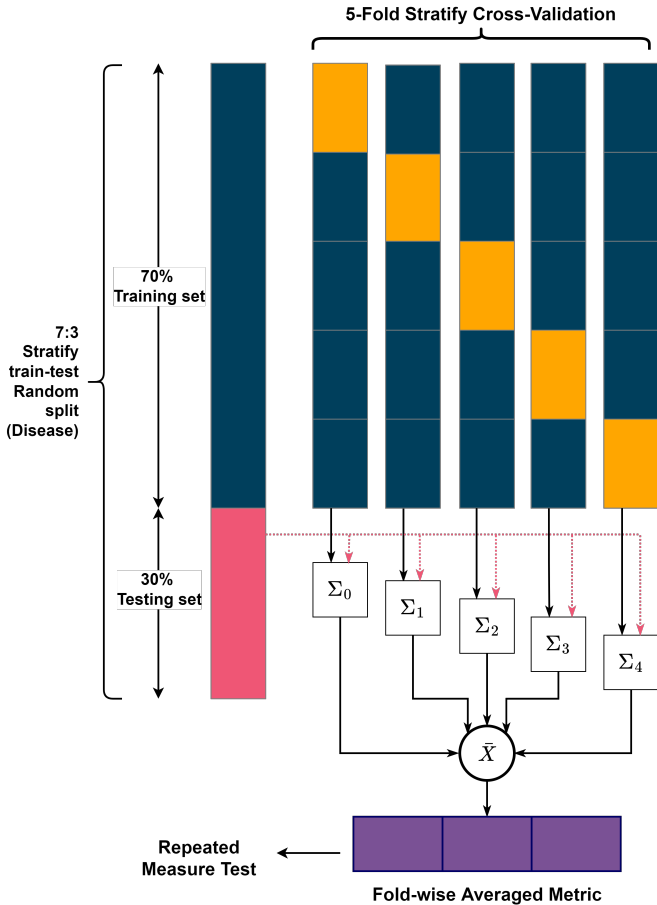 5-Fold Stratify Cross-Validation
70%
Training set
7:3
Stratify
train-test
Random
split
(Disease)
30%
Testing set
Σ0
Σ1
Σ2
Σ3
Σ4
X̄
Repeated
Measure Test
Fold-wise Averaged Metric